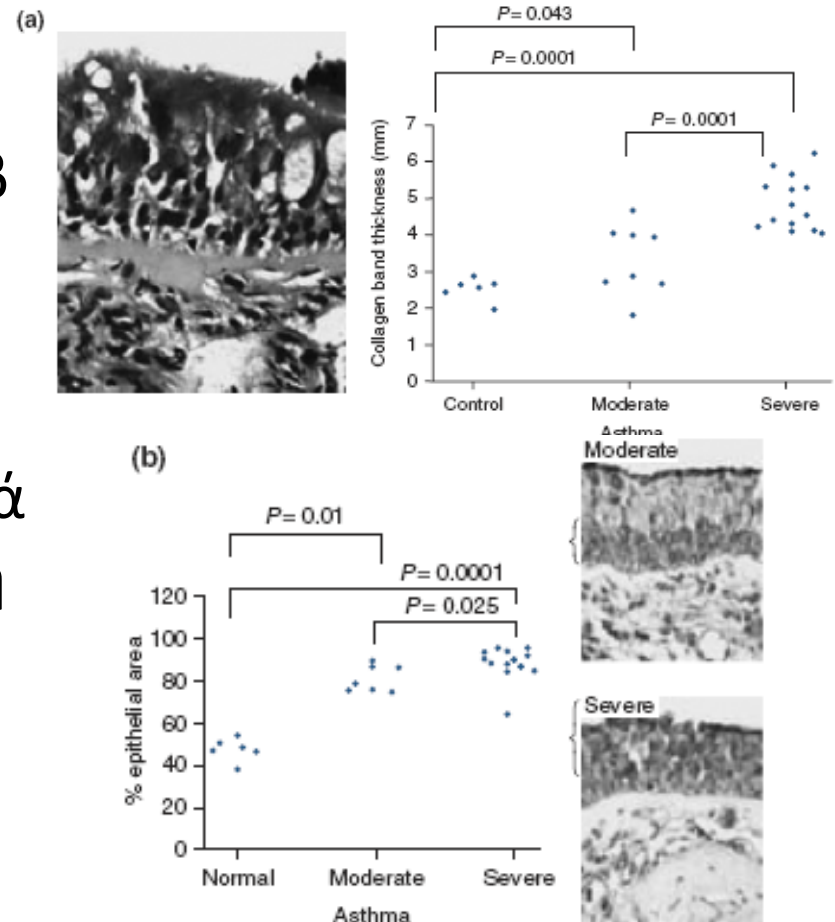 (a)
P= 0.043
P= 0.0001
P= 0.0001
Collagen band thickness (mm)
7
6
5
4
3
2
1
0
Control
Moderate
Severe
Asthma
(b)
P= 0.01
P= 0.0001
P= 0.025
% epithelial area
120
100
80
60
40
20
0
Normal
Moderate
Severe
Asthma
Moderate
Severe
ά